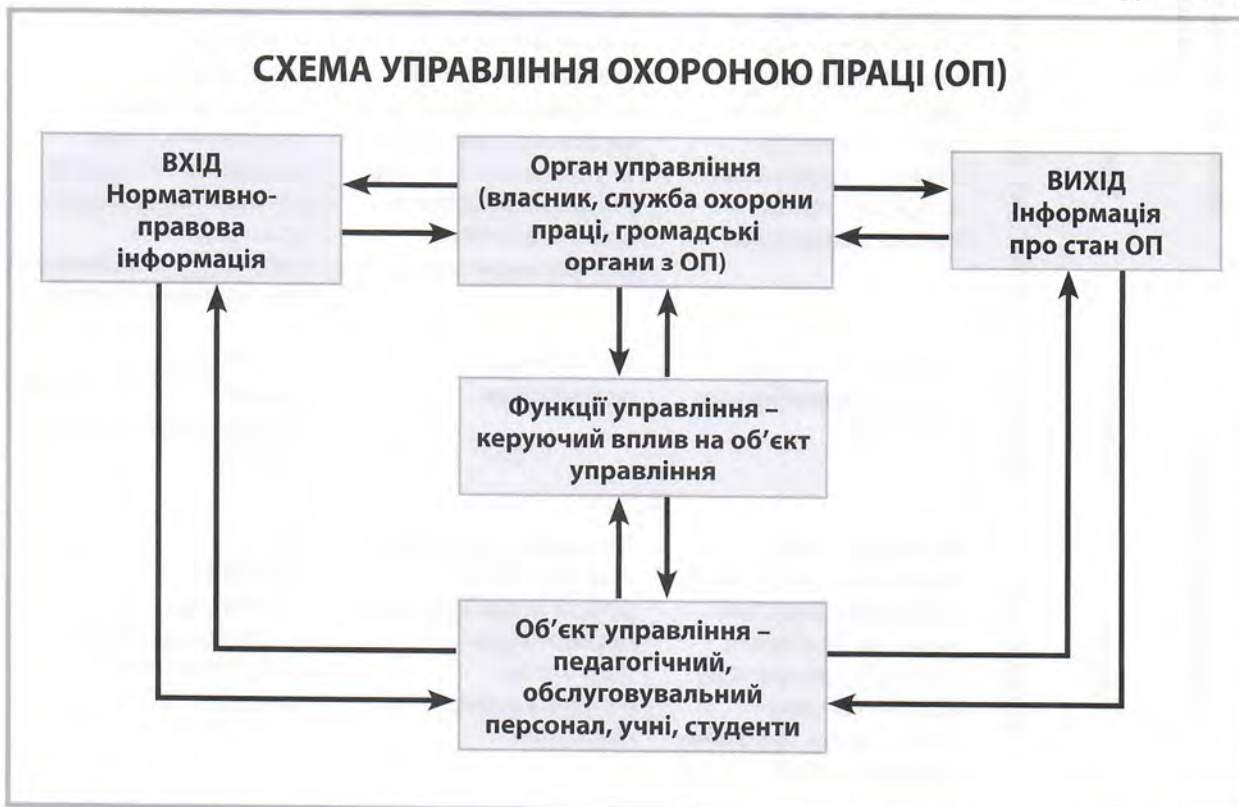 СХЕМА УПРАВЛІННЯ ОХОРОНОЮ ПРАЦІ (ОП)
ВХІД
Нормативно-
правова
інформація
Орган управління
(власник, служба охорони
праці, громадські
органи з ОП)
ВИХІД
Інформація
про стан ОП
Функції управління –
керуючий вплив на об’єкт
управління
Об’єкт управління –
педагогічний,
обслуговувальний
персонал, учні, студенти